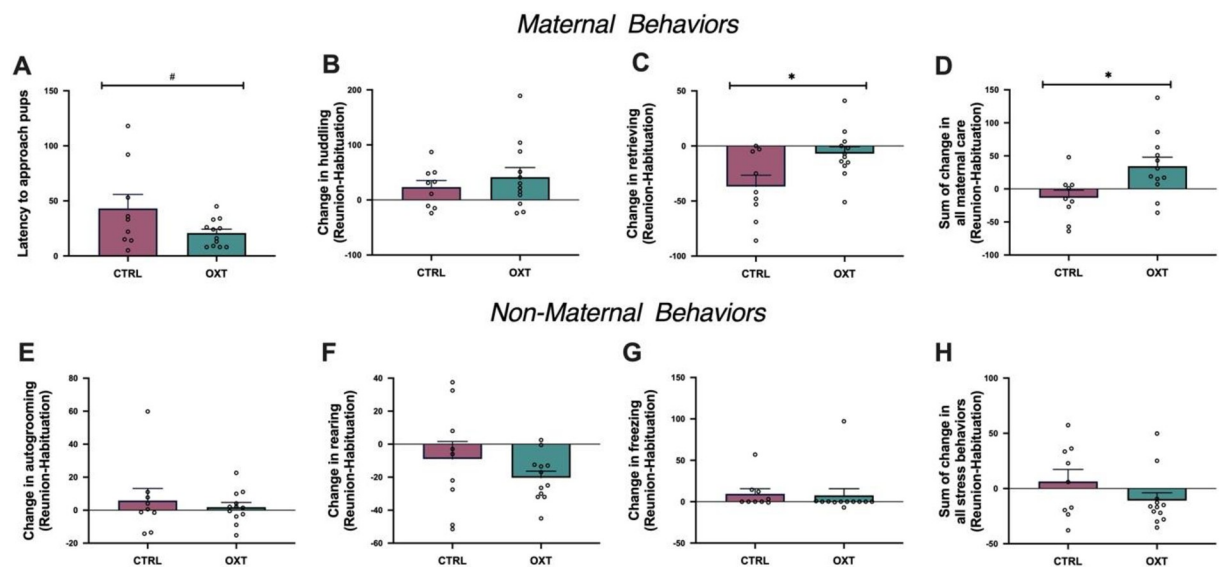 Maternal Behaviors
A
#
Latency to approach pups
150
100
50
0
CTRL
OXT
B
Change in huddling
(Reunion-Habituation)
200
100
0
-100
CTRL
OXT
C
*
Change in retrieving
(Reunion-Habituation)
50
0
-50
-100
CTRL
OXT
D
*
Sum of change in
all maternal care
(Reunion-Habituation)
150
100
50
0
-50
-100
CTRL
OXT
Non-Maternal Behaviors
E
Change in autogrooming
(Reunion-Habituation)
80
60
40
20
0
-20
CTRL
OXT
F
Change in rearing
(Reunion-Habituation)
40
20
0
-20
-40
-60
CTRL
OXT
G
Change in freezing
(Reunion-Habituation)
150
100
50
0
-50
CTRL
OXT
H
Sum of change in
all stress behaviors
(Reunion-Habituation)
100
50
0
-50
CTRL
OXT